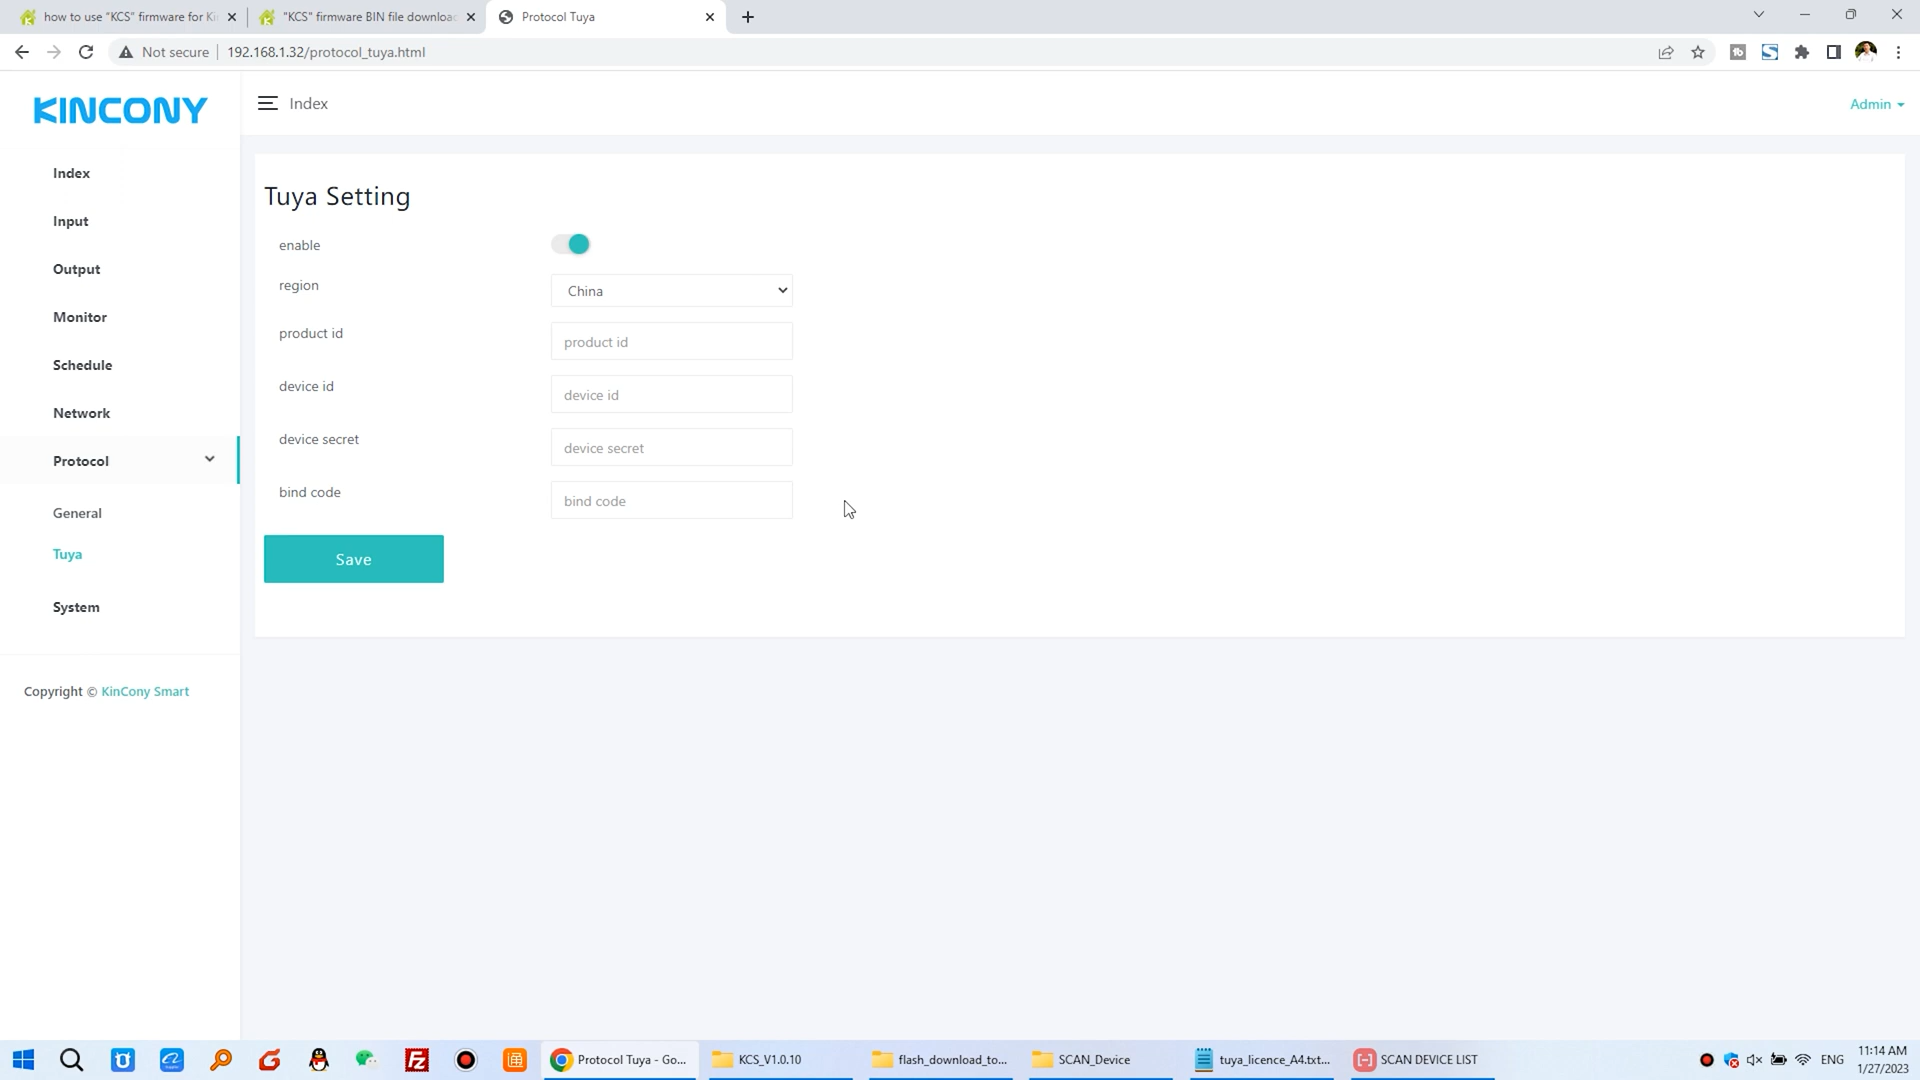 how to use "KCS" firmware for Ki
"KCS" firmware BIN file downloa
Protocol Tuya
Not secure
192.168.1.32/protocol_tuya.html
KINCONY
Index
Admin
Index
Input
Output
Monitor
Schedule
Network
Protocol
General
Tuya
System
Copyright © KinCony Smart
Tuya Setting
enable
region
China
product id
product id
device id
device id
device secret
device secret
bind code
bind code
Save
Protocol Tuya - Go...
KCS_V1.0.10
flash_download_to...
SCAN_Device
tuya_licence_A4.txt...
SCAN DEVICE LIST
ENG
11:14 AM
1/27/2023